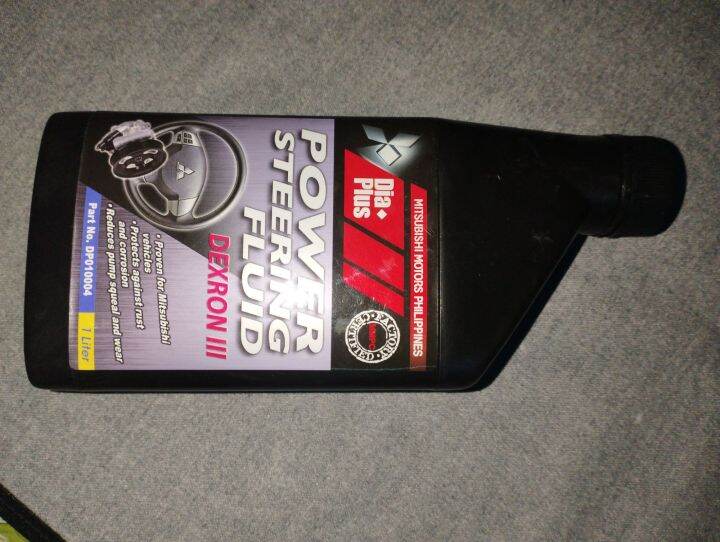 MITSUBISHI MOTORS PHILIPPINES
Dia
Plus
FACTORY
CERTIFIED
POWER
STEERING
FLUID
DEXRON III
• Proven for Mitsubishi
vehicles
• Protects against rust
and corrosion
• Reduces pump squeal and wear
Part No. DP010004
1 Liter